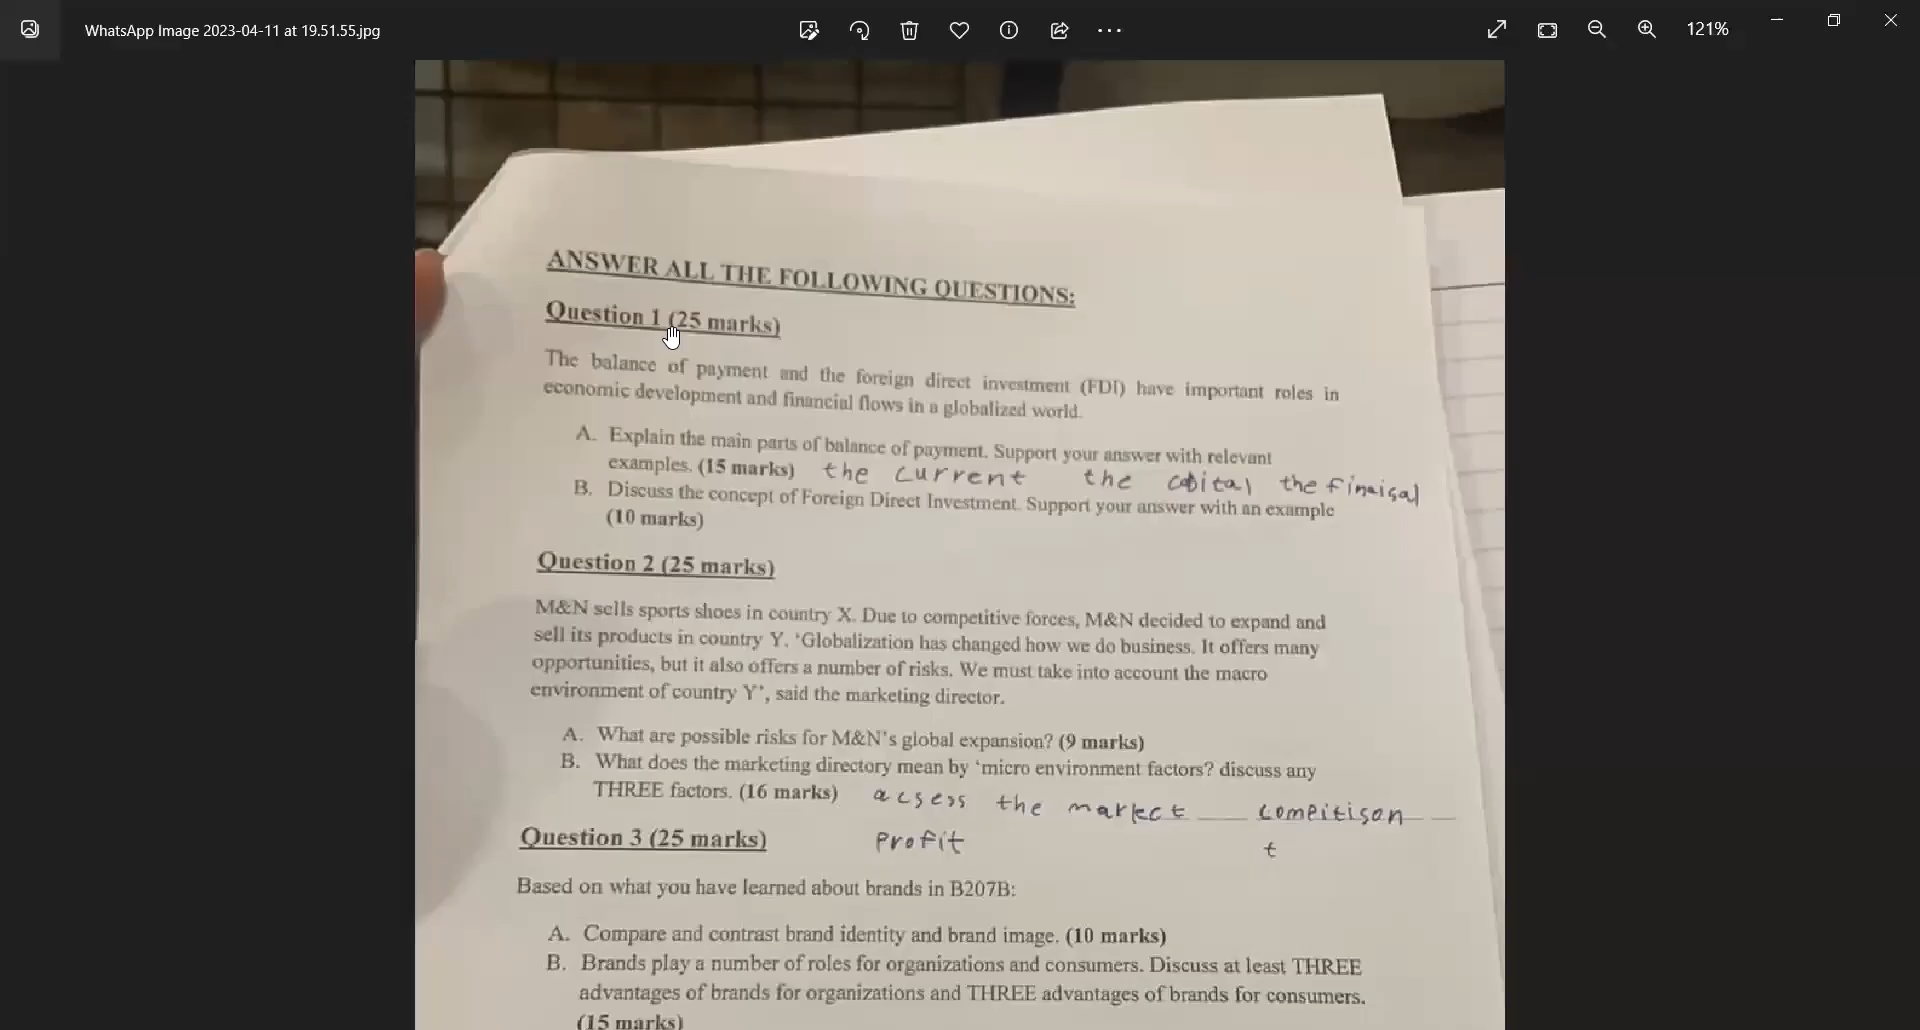 WhatsApp Image 2023-04-11 at 19.51.55.jpg
121%
ANSWER ALL THE FOLLOWING QUESTIONS:
Question 1 (25 marks)
The balance of payment and the foreign direct investment (FDI) have important roles in
economic development and financial flows in a globalized world.
A. Explain the main parts of balance of payment. Support your answer with relevant
examples. (15 marks) the current the cabital the finaisal
B. Discuss the concept of Foreign Direct Investment. Support your answer with an example
(10 marks)
Question 2 (25 marks)
M&N sells sports shoes in country X. Due to competitive forces, M&N decided to expand and
sell its products in country Y. ‘Globalization has changed how we do business. It offers many
opportunities, but it also offers a number of risks. We must take into account the macro
environment of country Y’, said the marketing director.
A. What are possible risks for M&N’s global expansion? (9 marks)
B. What does the marketing directory mean by ‘micro environment factors? discuss any
THREE factors. (16 marks) acsess the markect compitison
Question 3 (25 marks) profit t
Based on what you have learned about brands in B207B:
A. Compare and contrast brand identity and brand image. (10 marks)
B. Brands play a number of roles for organizations and consumers. Discuss at least THREE
advantages of brands for organizations and THREE advantages of brands for consumers.
(15 marks)